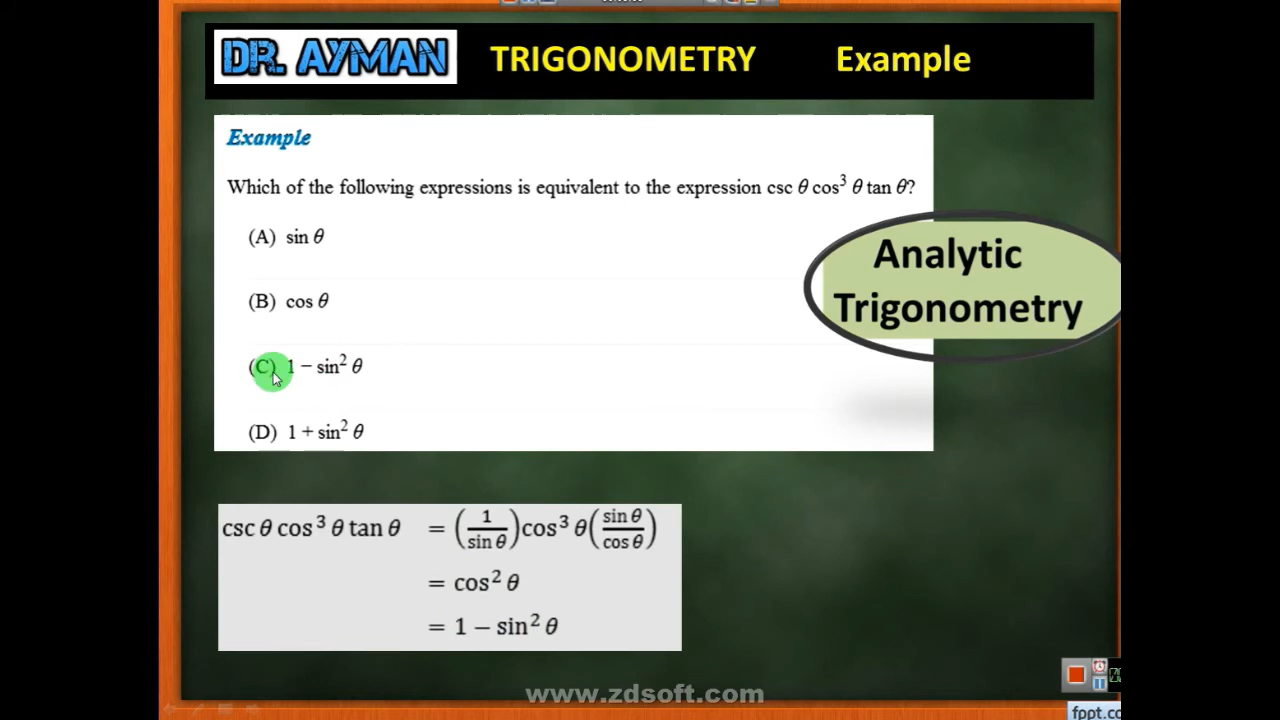 DR. AYMAN TRIGONOMETRY Example
Example
Which of the following expressions is equivalent to the expression csc θ cos³ θ tan θ?
(A) sin θ
(B) cos θ
(C) 1 − sin² θ
(D) 1 + sin² θ
Analytic
Trigonometry
csc θ cos³ θ tan θ = (1/sin θ) cos³ θ (sin θ/cos θ)
= cos² θ
= 1 − sin² θ
www.zdsoft.com
fppt.co